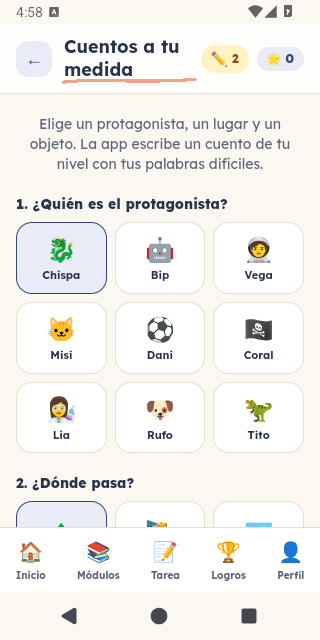 4:58
Cuentos a tu
medida
2
0
Elige un protagonista, un lugar y un
objeto. La app escribe un cuento de tu
nivel con tus palabras difíciles.
1. ¿Quién es el protagonista?
Chispa
Bip
Vega
Misi
Dani
Coral
Lía
Rufo
Tito
2. ¿Dónde pasa?
Inicio
Módulos
Tarea
Logros
Perfil